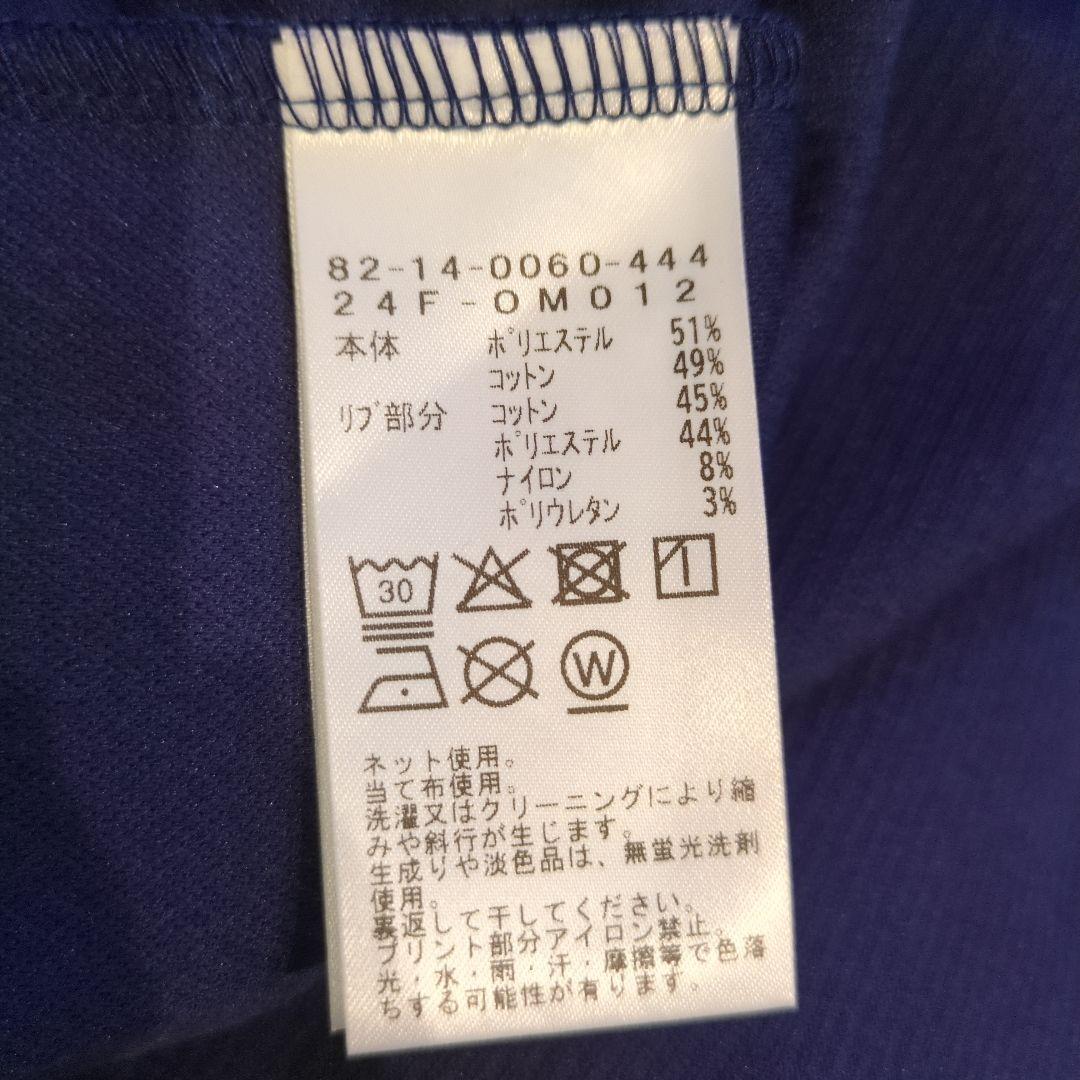 82-14-0060-444
24F-OM012
本体 ポリエステル 51%
コットン 49%
リブ部分 コットン 45%
ポリエステル 44%
ナイロン 8%
ポリウレタン 3%
30
W
ネット使用。
当て布使用。
洗濯又はクリーニングにより縮
みや斜行が生じます。
生成りや淡色品は、無蛍光洗剤
使用。
裏返して干してください。
プリント部分アイロン禁止。
光・水・雨・汗・摩擦等で色落
ちする可能性が有ります。